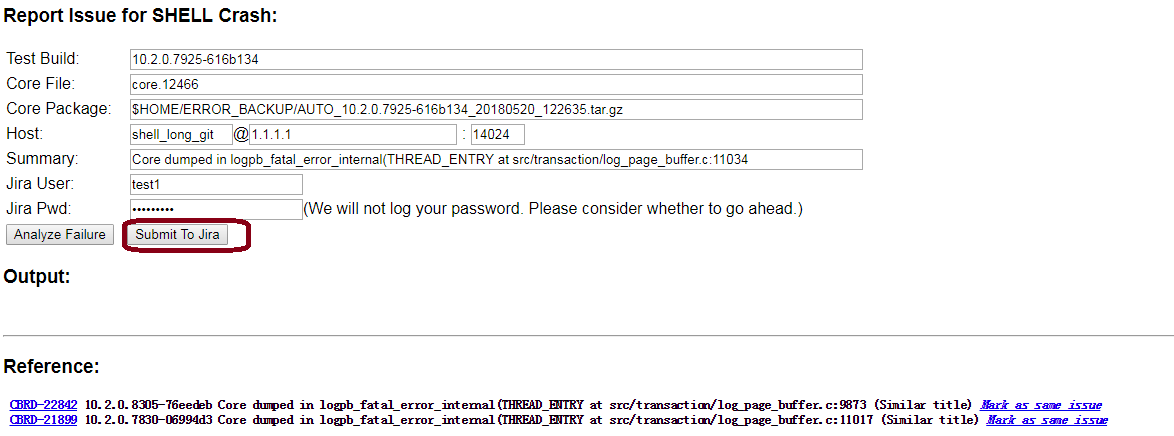 Report Issue for SHELL Crash:
Test Build: 10.2.0.7925-616b134
Core File: core.12466
Core Package: $HOME/ERROR_BACKUP/AUTO_10.2.0.7925-616b134_20180520_122635.tar.gz
Host: shell_long_git @ 1.1.1.1 : 14024
Summary: Core dumped in logpb_fatal_error_internal(THREAD_ENTRY at src/transaction/log_page_buffer.c:11034
Jira User: test1
Jira Pwd: ••••••••• (We will not log your password. Please consider whether to go ahead.)
Analyze Failure Submit To Jira
Output:
Reference:
CBRD-22842 10.2.0.8305-76eedeb Core dumped in logpb_fatal_error_internal(THREAD_ENTRY at src/transaction/log_page_buffer.c:9873 (Similar title) Mark as same issue
CBRD-21899 10.2.0.7830-06994d3 Core dumped in logpb_fatal_error_internal(THREAD_ENTRY at src/transaction/log_page_buffer.c:11017 (Similar title) Mark as same issue